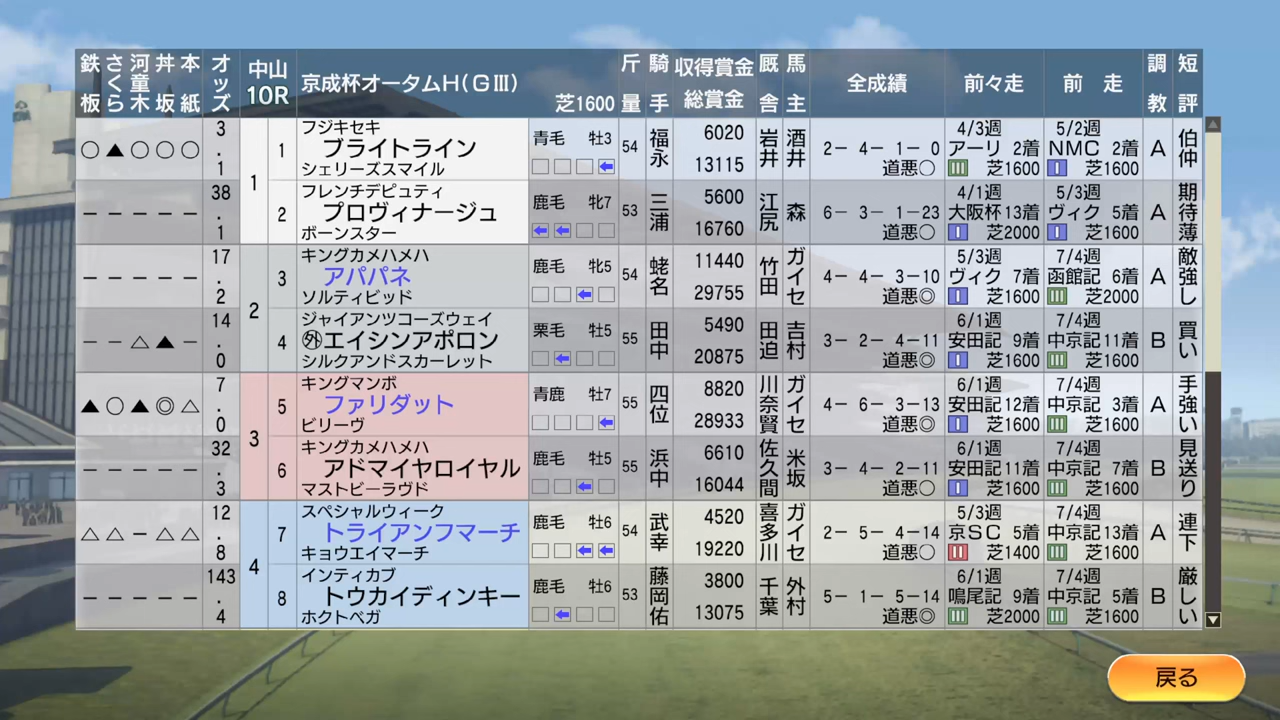 鉄板 さくら 河童木 井坂 本紙 オッズ 中山10R 京成杯オータムH(GⅢ) 芝1600 斤量 騎手 収得賞金 総賞金 厩舎 馬主 全成績 前々走 前走 調教 短評
○▲○○○ 3.1 1 1 フジキセキ 青毛 牡3 54 福永 6020 岩井 酒井 2-4-1-0 4/3週 5/2週 A 伯仲
ブライトライン アーリ 2着 NMC 2着
シェリーズスマイル 13115 道悪○ Ⅲ 芝1600 Ⅰ 芝1600
----- 38.1 2 フレンチデピュティ 鹿毛 牝7 53 三浦 5600 江尻 森 6-3-1-23 4/1週 5/3週 A 期待薄
プロヴィナージュ 大阪杯13着 ヴィク 5着
ボーンスター 16760 道悪○ Ⅰ 芝2000 Ⅰ 芝1600
----- 17.2 2 3 キングカメハメハ 鹿毛 牝5 54 蛯名 11440 竹田 ガイセ 4-4-3-10 5/3週 7/4週 A 敵強し
アパパネ ヴィク 7着 函館記 6着
ソルティビッド 29755 道悪◎ Ⅰ 芝1600 Ⅲ 芝2000
--△▲- 14.0 4 ジャイアンツコーズウェイ 栗毛 牡5 55 田中 5490 田迫 吉村 3-2-4-11 6/1週 7/4週 B 買い
外 エイシンアポロン 安田記 9着 中京記11着
シルクアンドスカーレット 20875 道悪◎ Ⅰ 芝1600 Ⅲ 芝1600
▲○▲◎△ 7.0 3 5 キングマンボ 青鹿 牡7 55 四位 8820 川奈賢 ガイセ 4-6-3-13 6/1週 7/4週 A 手強い
ファリダット 安田記12着 中京記 3着
ビリーヴ 28933 道悪◎ Ⅰ 芝1600 Ⅲ 芝1600
----- 32.3 6 キングカメハメハ 鹿毛 牡5 55 浜中 6610 佐久間 米坂 3-4-2-11 6/1週 7/4週 B 見送り
アドマイヤロイヤル 安田記11着 中京記 7着
マストビーラヴド 16044 道悪○ Ⅰ 芝1600 Ⅲ 芝1600
△△-△△ 12.8 4 7 スペシャルウィーク 鹿毛 牡6 54 武幸 4520 喜多川 ガイセ 2-5-4-14 5/3週 7/4週 A 連下
トライアンフマーチ 京SC 5着 中京記13着
キョウエイマーチ 19220 道悪○ Ⅱ 芝1400 Ⅲ 芝1600
----- 143.4 8 インティカブ 鹿毛 牡6 53 藤岡佑 3800 千葉 外村 5-1-5-14 6/1週 7/4週 B 厳しい
トウカイディンキー 鳴尾記 9着 中京記 5着
ホクトベガ 13075 道悪◎ Ⅲ 芝2000 Ⅲ 芝1600
戻る